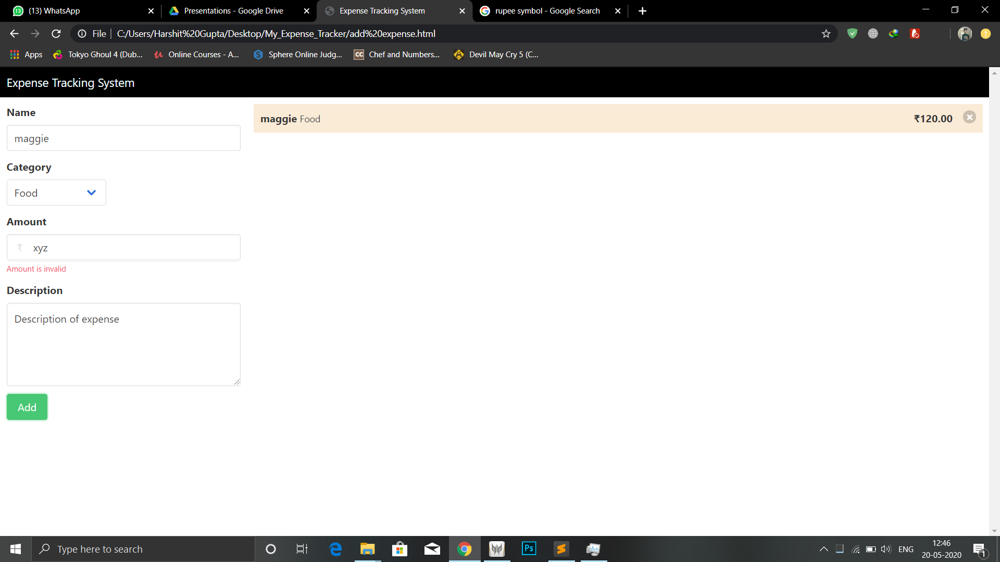 (13) WhatsApp
Presentations - Google Drive
Expense Tracking System
rupee symbol - Google Search
File
C:/Users/Harshit%20Gupta/Desktop/My_Expense_Tracker/add%20expense.html
Apps
Tokyo Ghoul 4 (Dub...
Online Courses - A...
Sphere Online Judg...
CC
Chef and Numbers...
Devil May Cry 5 (C...
Expense Tracking System
Name
maggie
maggie Food
₹120.00
Category
Food
Amount
₹ xyz
Amount is invalid
Description
Description of expense
Add
Type here to search
Ps
ENG
12:46
20-05-2020
1